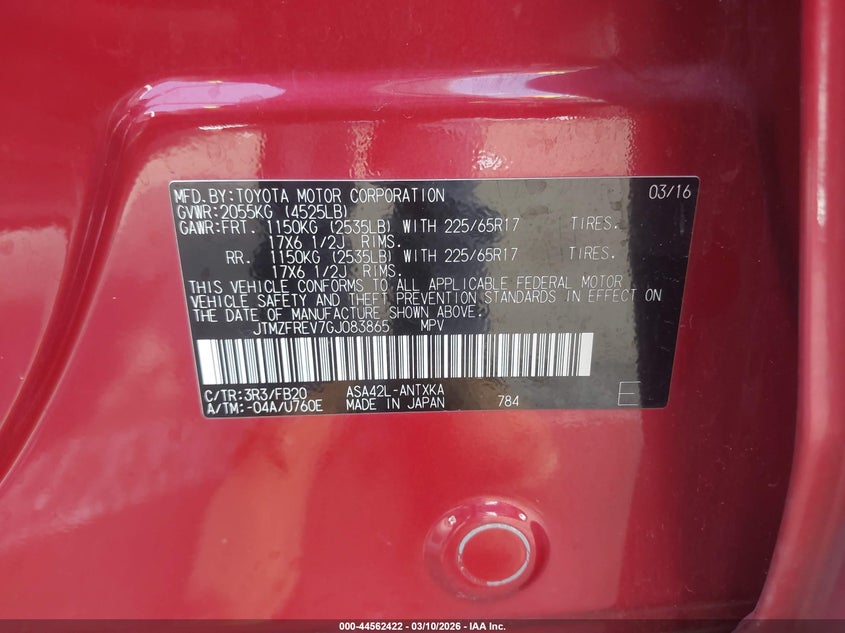 MFD.BY:TOYOTA MOTOR CORPORATION 03/16
GVWR:2055KG (4525LB)
GAWR:FRT. 1150KG (2535LB) WITH 225/65R17 TIRES.
17X6 1/2J RIMS.
RR. 1150KG (2535LB) WITH 225/65R17 TIRES.
17X6 1/2J RIMS.
THIS VEHICLE CONFORMS TO ALL APPLICABLE FEDERAL MOTOR
VEHICLE SAFETY AND THEFT PREVENTION STANDARDS IN EFFECT ON
THE DATE OF MANUFACTURE SHOWN ABOVE.
JTMZFREV7GJ083865 MPV
C/TR:3R3/FB20 ASA42L-ANTXKA
A/TM:-04A/U760E MADE IN JAPAN 784 E
000-44562422 — 03/10/2026 — IAA Inc.